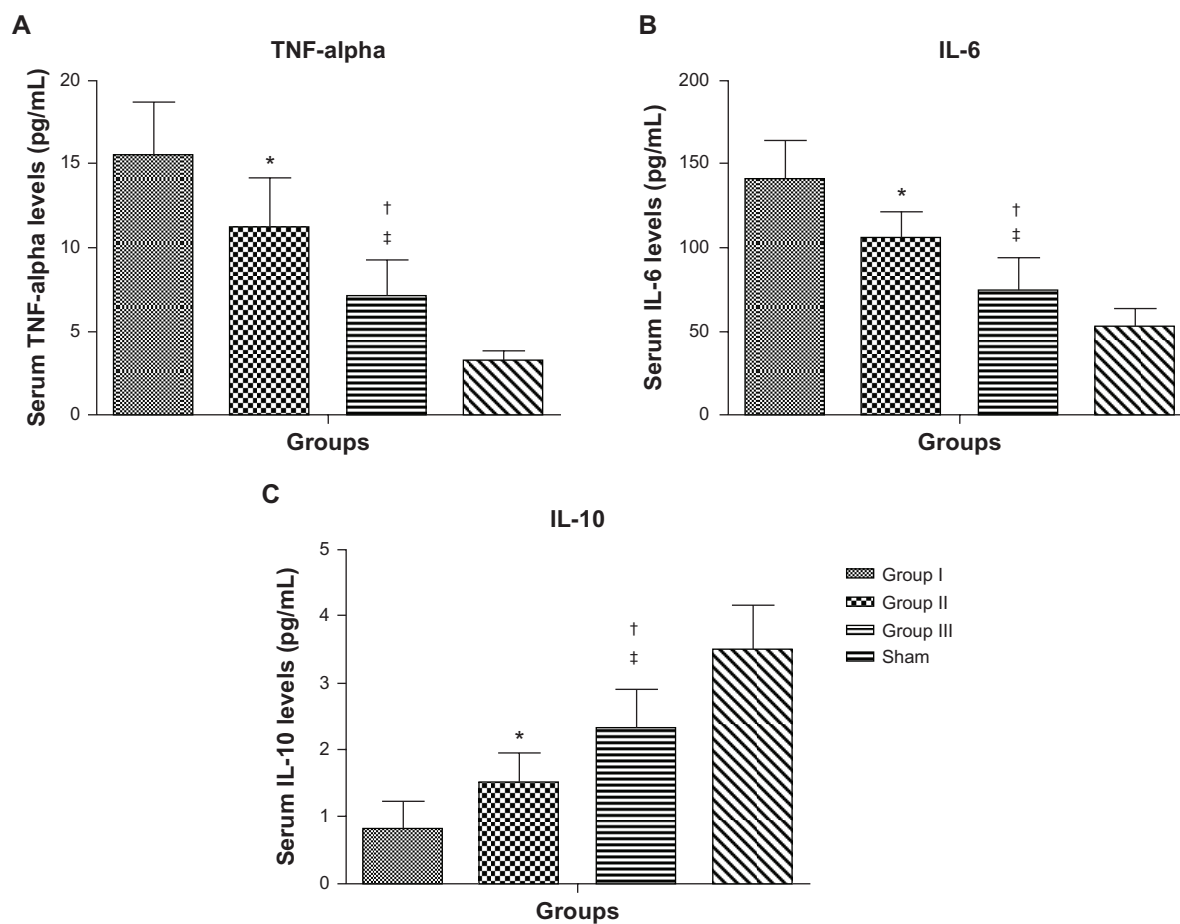 A
TNF-alpha
Serum TNF-alpha levels (pg/mL)
20
15
10
5
0
*
†
‡
Groups
B
IL-6
Serum IL-6 levels (pg/mL)
200
150
100
50
0
*
†
‡
Groups
C
IL-10
Serum IL-10 levels (pg/mL)
5
4
3
2
1
0
*
†
‡
Groups
Group I
Group II
Group III
Sham